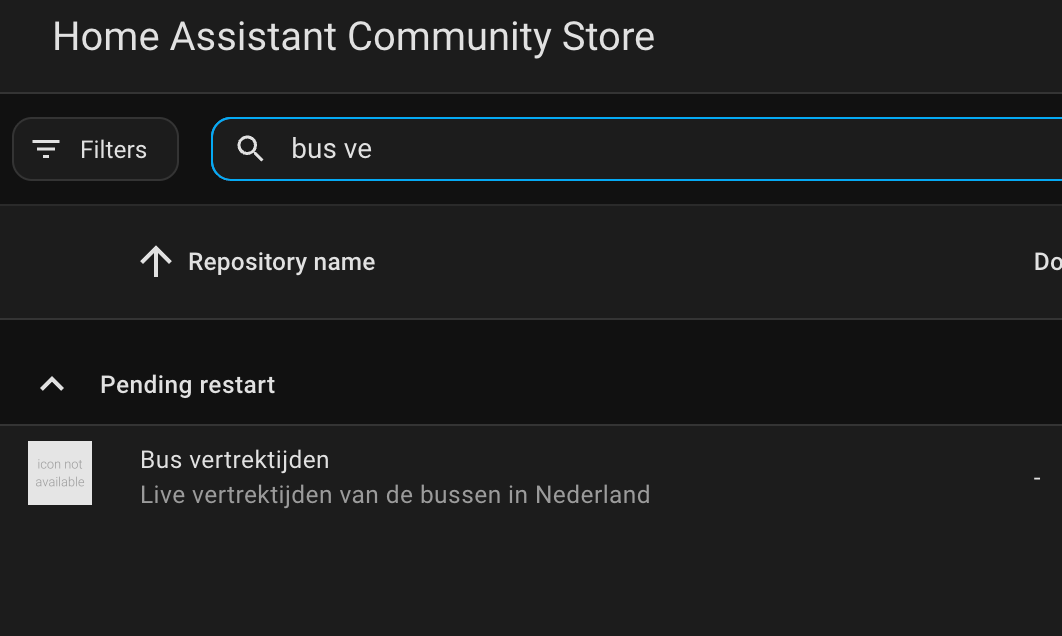 Home Assistant Community Store
Filters
bus ve
Repository name
Do
Pending restart
icon not
available
Bus vertrektijden
Live vertrektijden van de bussen in Nederland
-